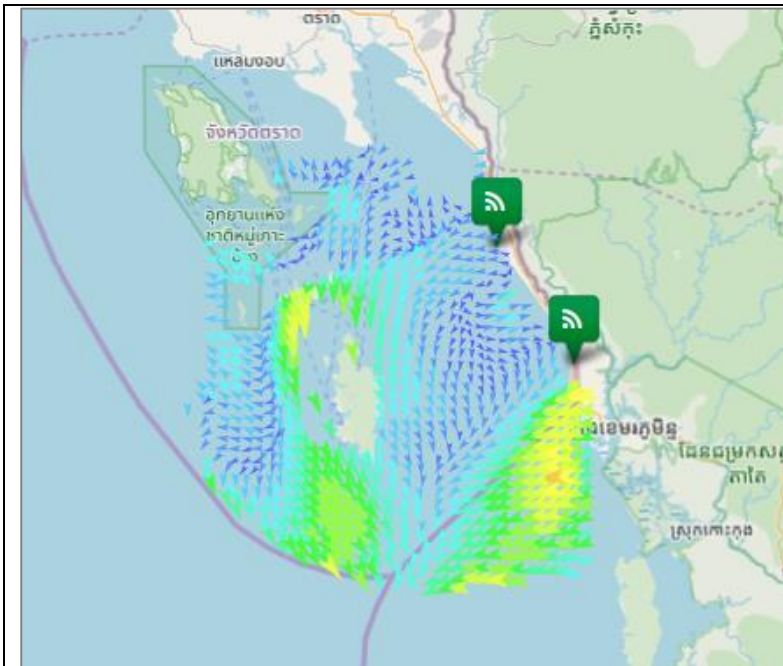 ตราด
ភ្នំសំកុះ
แหลมงอบ
จังหวัดตราด
อุทยานแห่ง
ชาติหมู่เกาะ
ช้าง
ខេមរភូមិន្ទ
ដែនជម្រកសត្វ
តាតៃ
ស្រុកកោះកុង